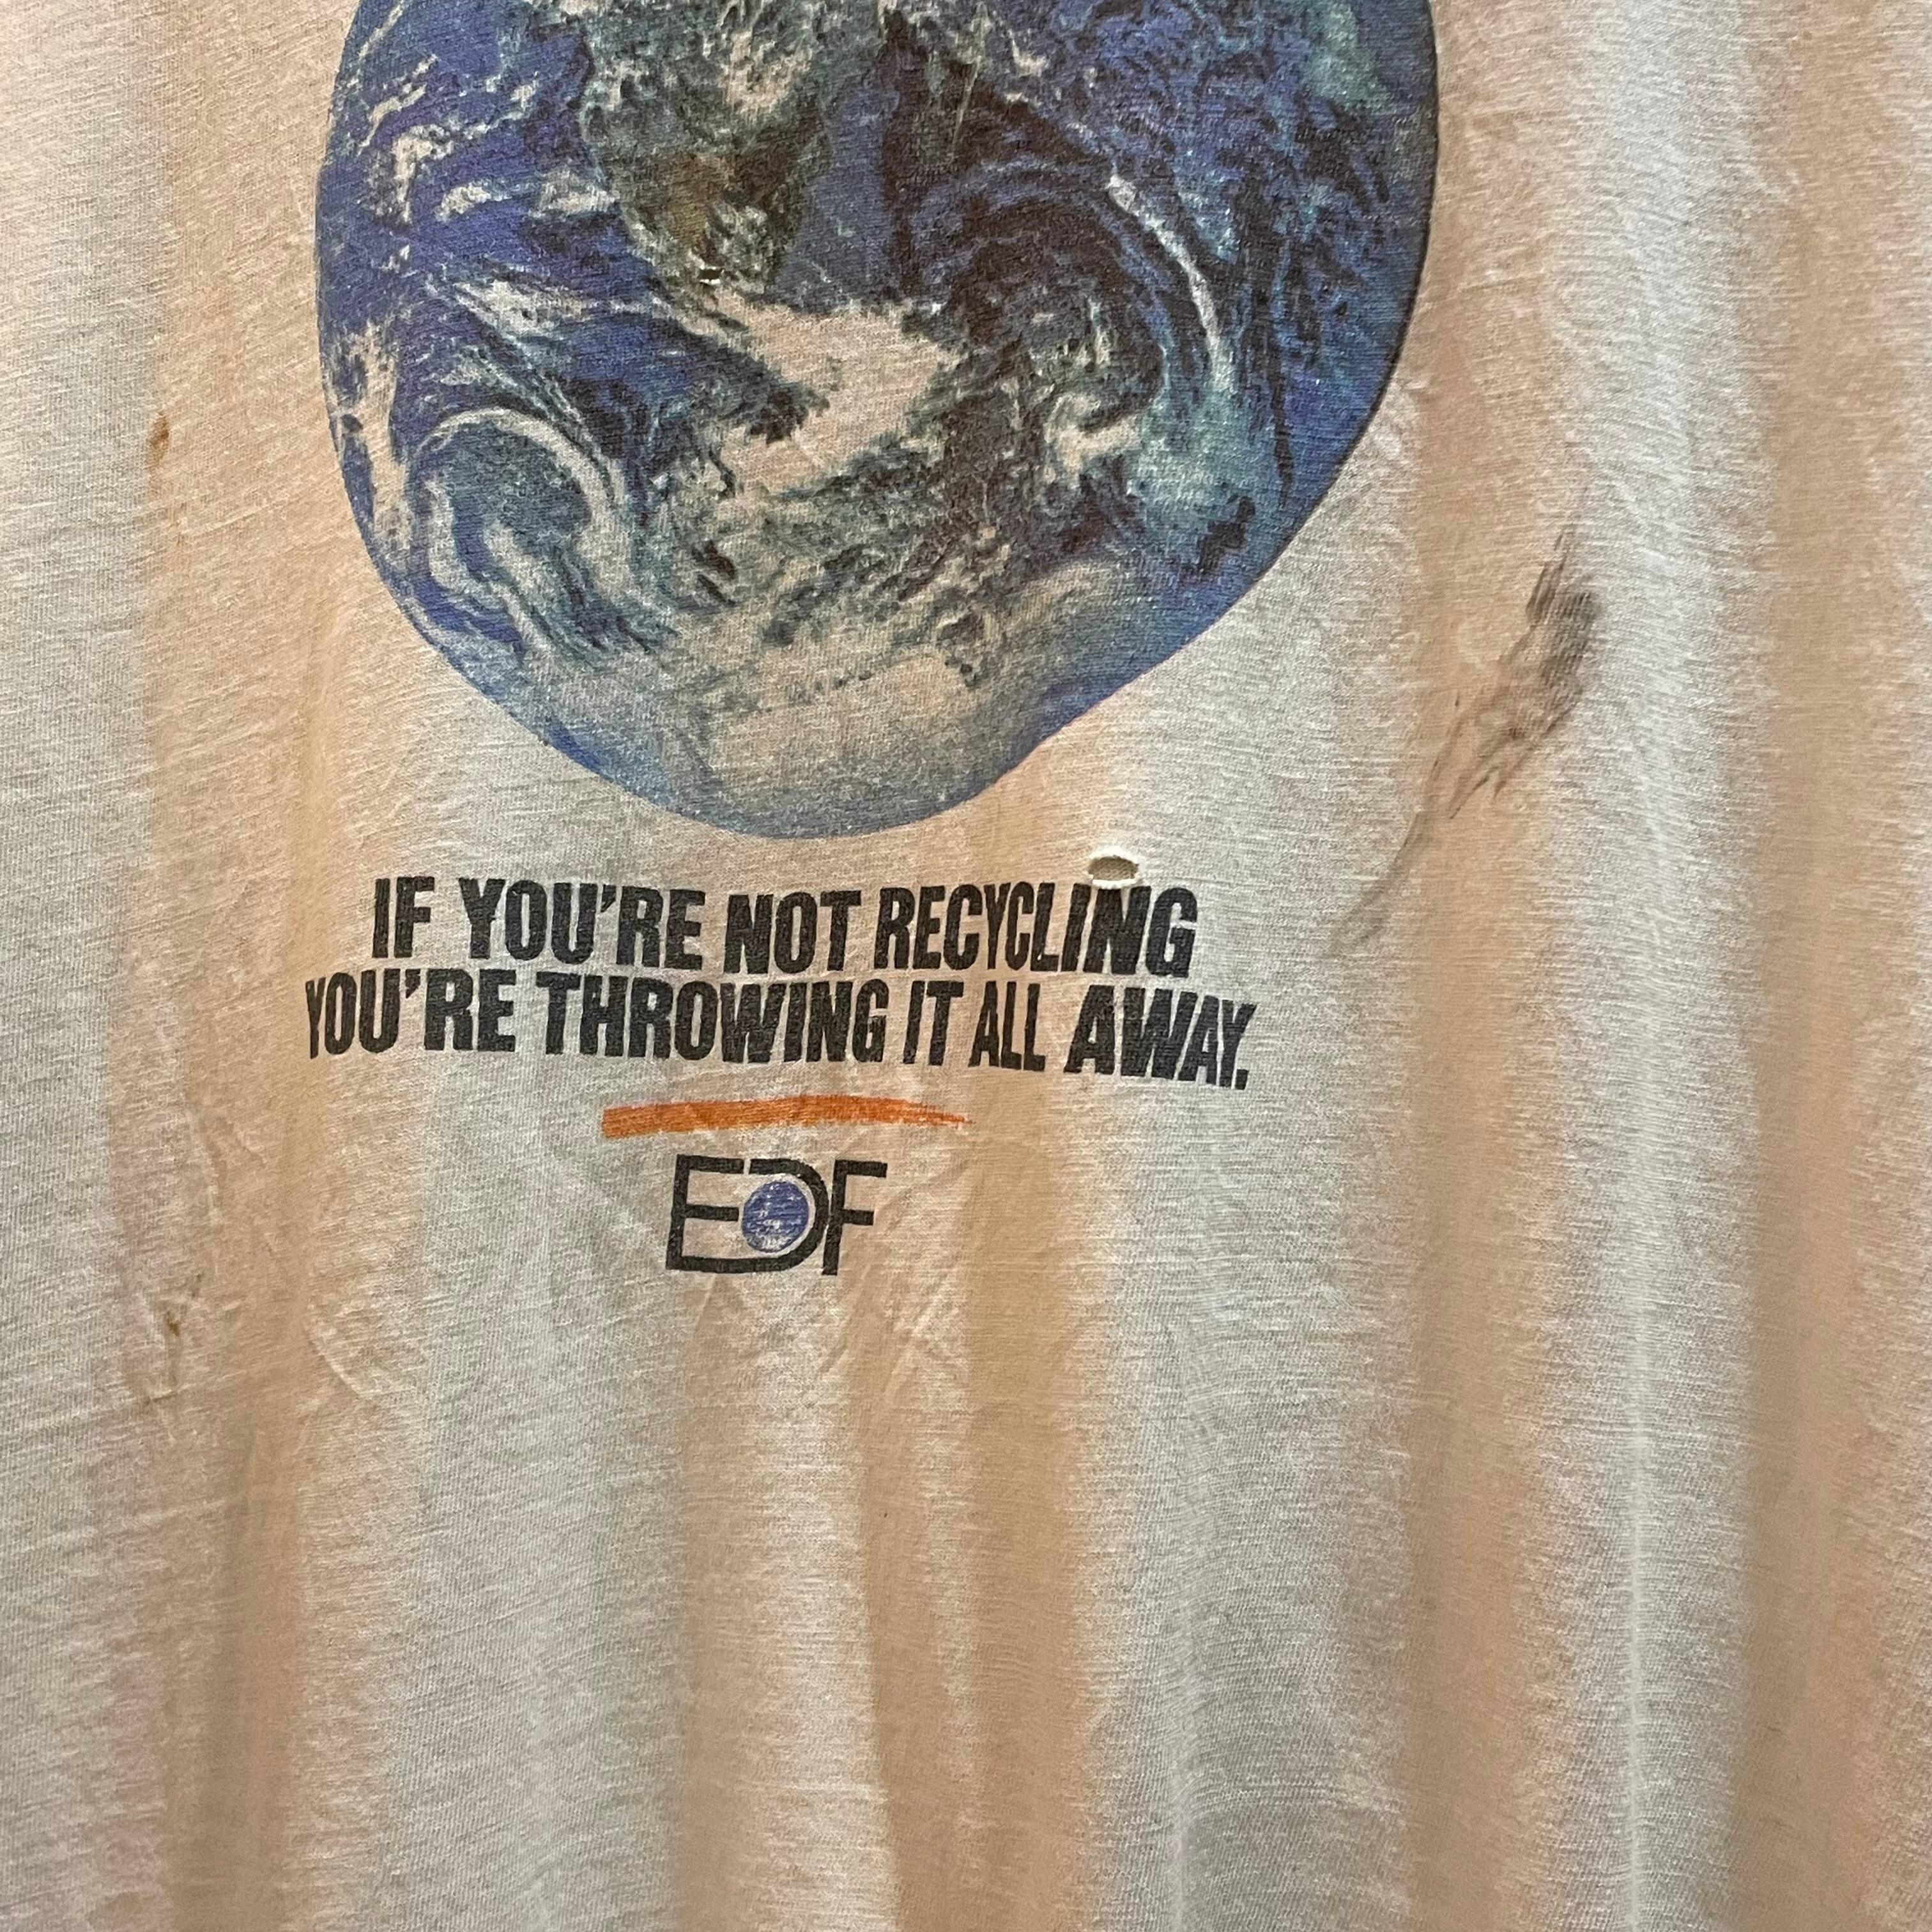 IF YOU'RE NOT RECYCLING
YOU'RE THROWING IT ALL AWAY.
EDF